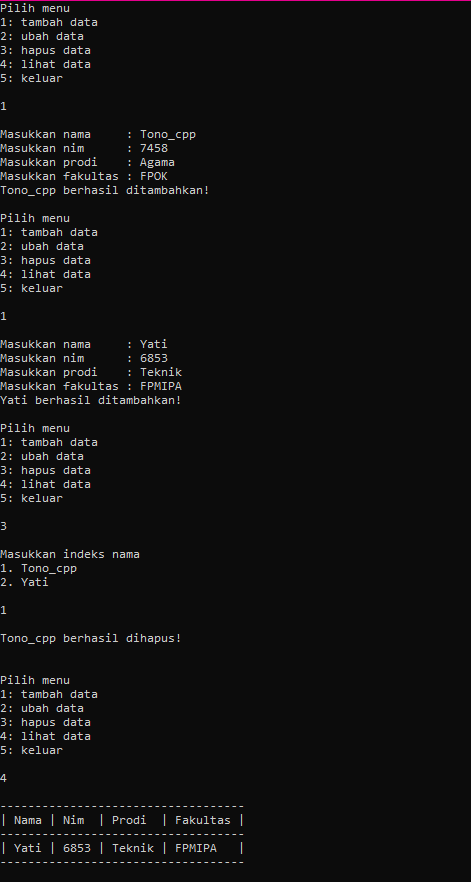 Pilih menu
1: tambah data
2: ubah data
3: hapus data
4: lihat data
5: keluar
1
Masukkan nama     : Tono_cpp
Masukkan nim      : 7458
Masukkan prodi    : Agama
Masukkan fakultas : FPOK
Tono_cpp berhasil ditambahkan!
Pilih menu
1: tambah data
2: ubah data
3: hapus data
4: lihat data
5: keluar
1
Masukkan nama     : Yati
Masukkan nim      : 6853
Masukkan prodi    : Teknik
Masukkan fakultas : FPMIPA
Yati berhasil ditambahkan!
Pilih menu
1: tambah data
2: ubah data
3: hapus data
4: lihat data
5: keluar
3
Masukkan indeks nama
1. Tono_cpp
2. Yati
1
Tono_cpp berhasil dihapus!
Pilih menu
1: tambah data
2: ubah data
3: hapus data
4: lihat data
5: keluar
4
-----------------------------------
| Nama | Nim  | Prodi  | Fakultas |
-----------------------------------
| Yati | 6853 | Teknik | FPMIPA   |
-----------------------------------